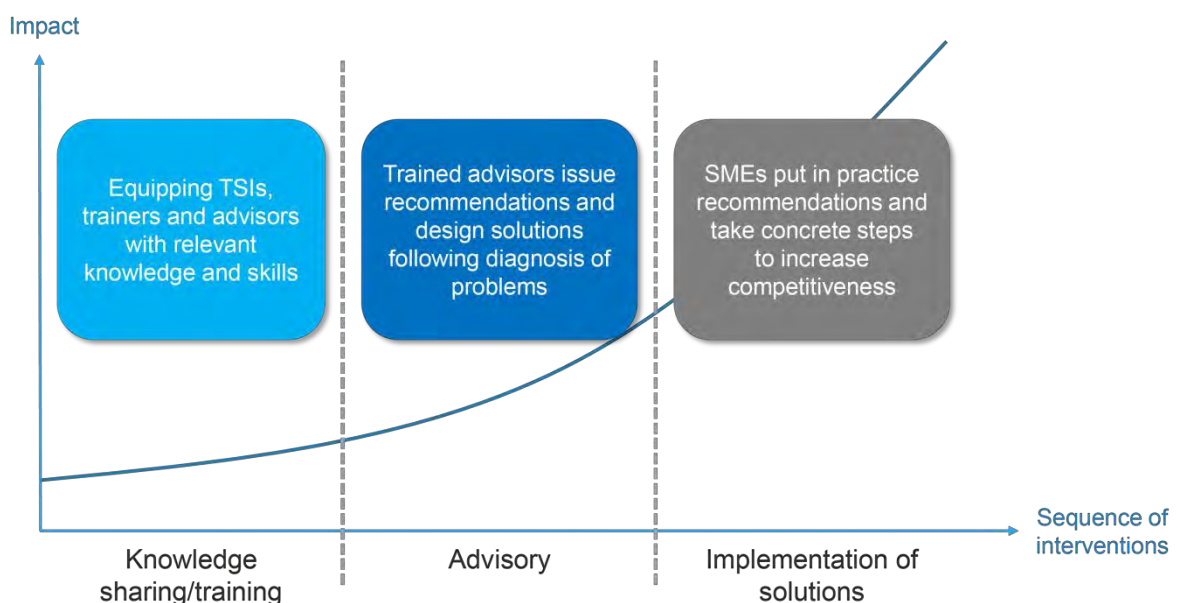 Impact
Equipping TSIs,
trainers and advisors
with relevant
knowledge and skills
Trained advisors issue
recommendations and
design solutions
following diagnosis of
problems
SMEs put in practice
recommendations and
take concrete steps
to increase
competitiveness
Sequence of
interventions
Knowledge
sharing/training
Advisory
Implementation of
solutions